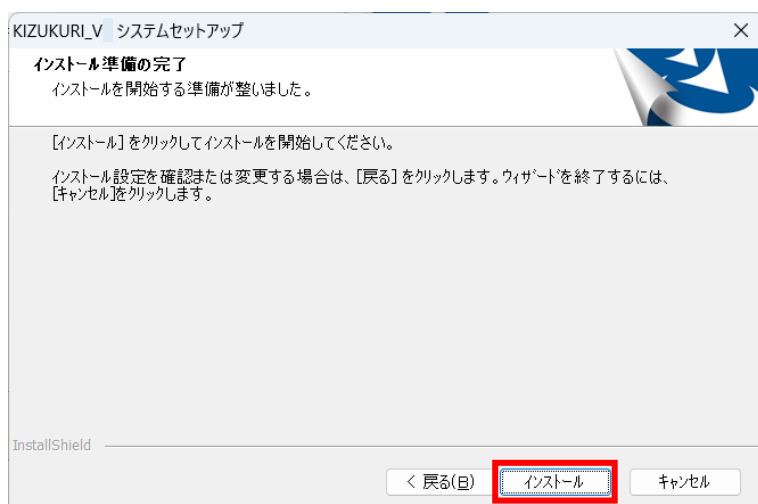 KIZUKURI_V システムセットアップ
インストール準備の完了
インストールを開始する準備が整いました。
[インストール] をクリックしてインストールを開始してください。
インストール設定を確認または変更する場合は、[戻る] をクリックします。ウィザードを終了するには、
[キャンセル]をクリックします。
InstallShield
< 戻る(B)
インストール
キャンセル